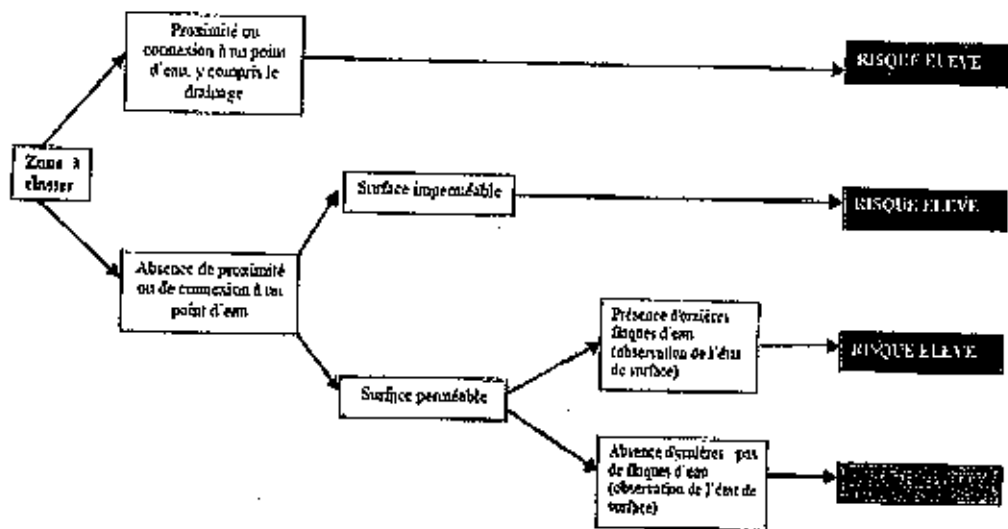 Proximité ou
connexion à un point
d'eau, y compris le
drainage
RISQUE ELEVE
Zone à
classer
Surface imperméable
RISQUE ELEVE
Absence de proximité
ou de connexion à un
point d'eau
Présence d'ornières
flaques d'eau
(observation de l'état
de surface)
RISQUE ELEVE
Surface perméable
Absence d'ornières pas
de flaques d'eau
(observation de l'état de
surface)